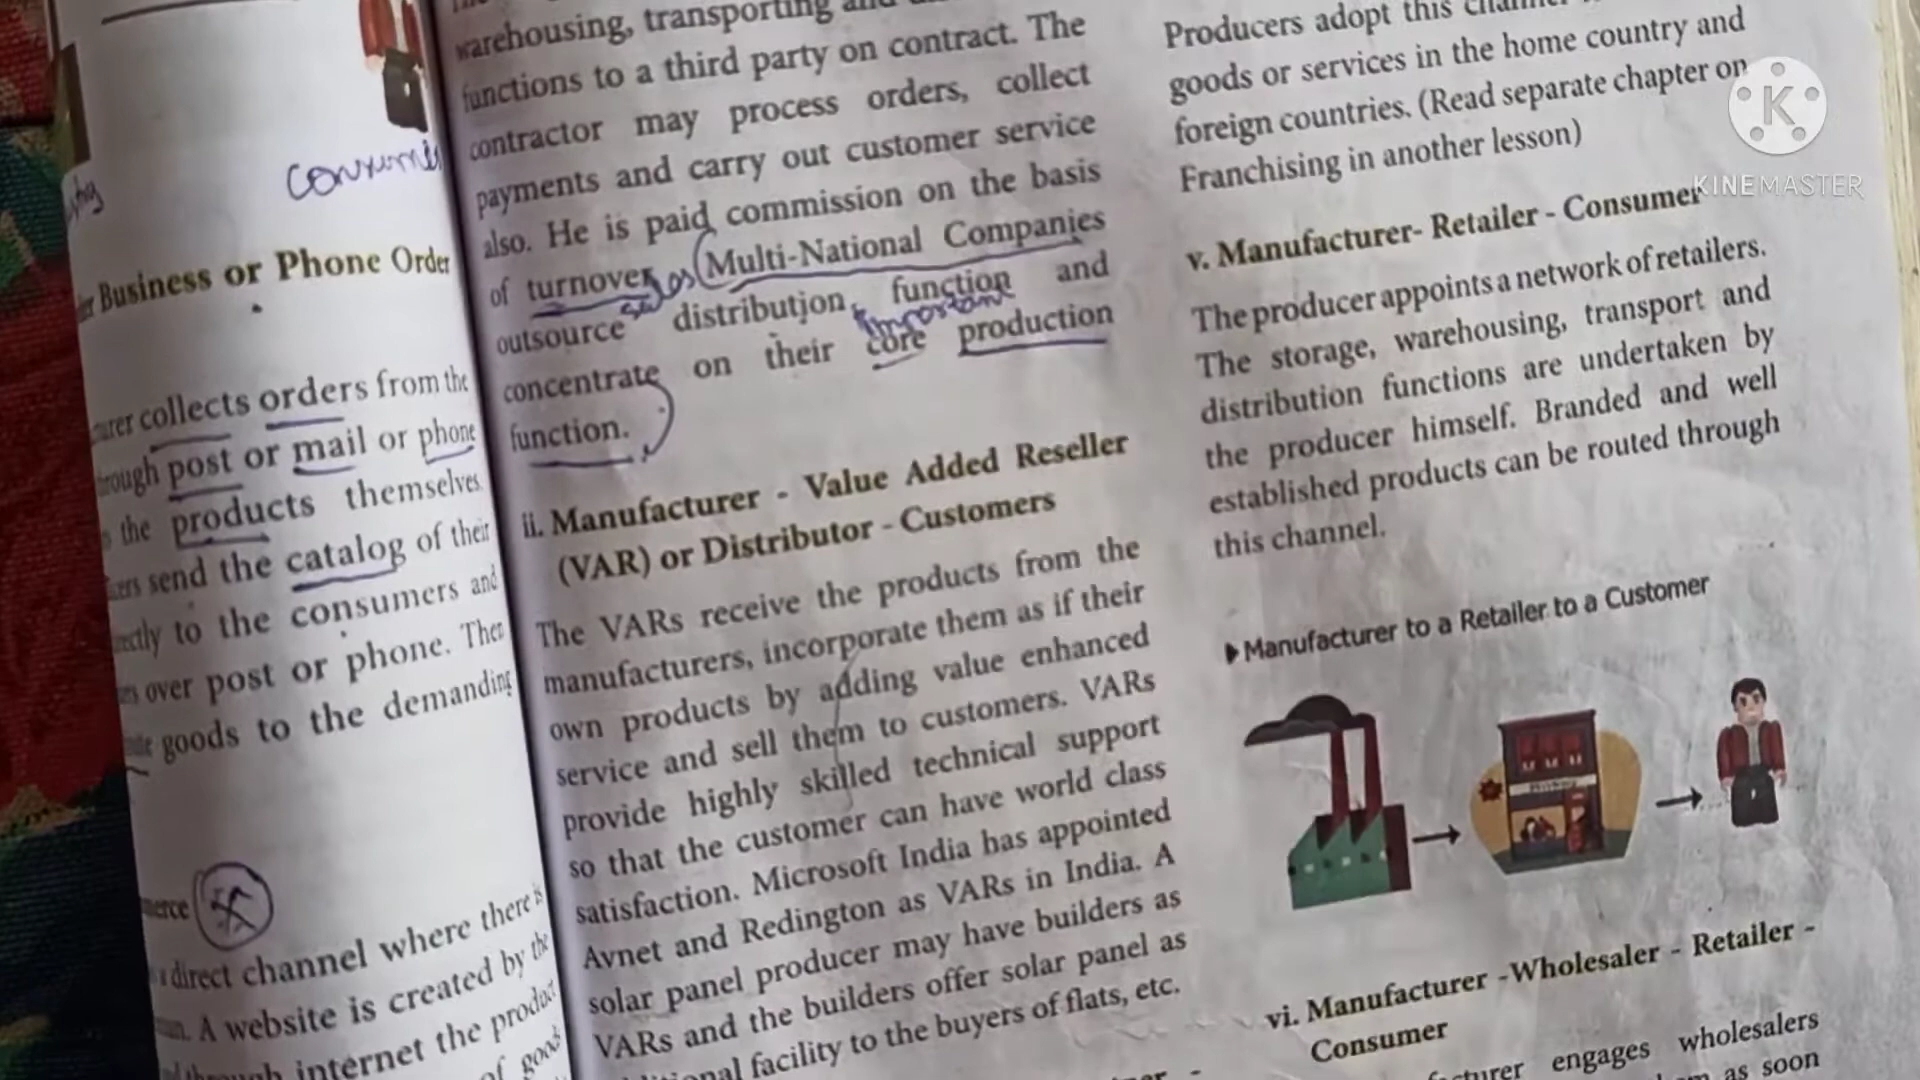 consumer
Business or Phone Order
collects orders from the
post or mail or phone
the products themselves
send the catalog of their
to the consumers and
over post or phone. Then
goods to the demanding
direct channel where there is
A website is created by the
internet the product
of goods
warehousing, transporting and
functions to a third party on contract. The
contractor may process orders, collect
payments and carry out customer service
also. He is paid commission on the basis
of turnover Multi-National Companies
outsource distribution function and
important
concentrate on their core production
function.
ii. Manufacturer - Value Added Reseller
(VAR) or Distributor - Customers
The VARs receive the products from the
manufacturers, incorporate them as if their
own products by adding value enhanced
service and sell them to customers. VARs
provide highly skilled technical support
so that the customer can have world class
satisfaction. Microsoft India has appointed
Avnet and Redington as VARs in India. A
solar panel producer may have builders as
VARs and the builders offer solar panel as
facility to the buyers of flats, etc.
Producers adopt this channel
goods or services in the home country and
foreign countries. (Read separate chapter on
Franchising in another lesson)
v. Manufacturer- Retailer - Consumer
The producer appoints a network of retailers.
The storage, warehousing, transport and
distribution functions are undertaken by
the producer himself. Branded and well
established products can be routed through
this channel.
Manufacturer to a Retailer to a Customer
vi. Manufacturer -Wholesaler - Retailer -
Consumer
engages wholesalers
as soon
K
KINEMASTER